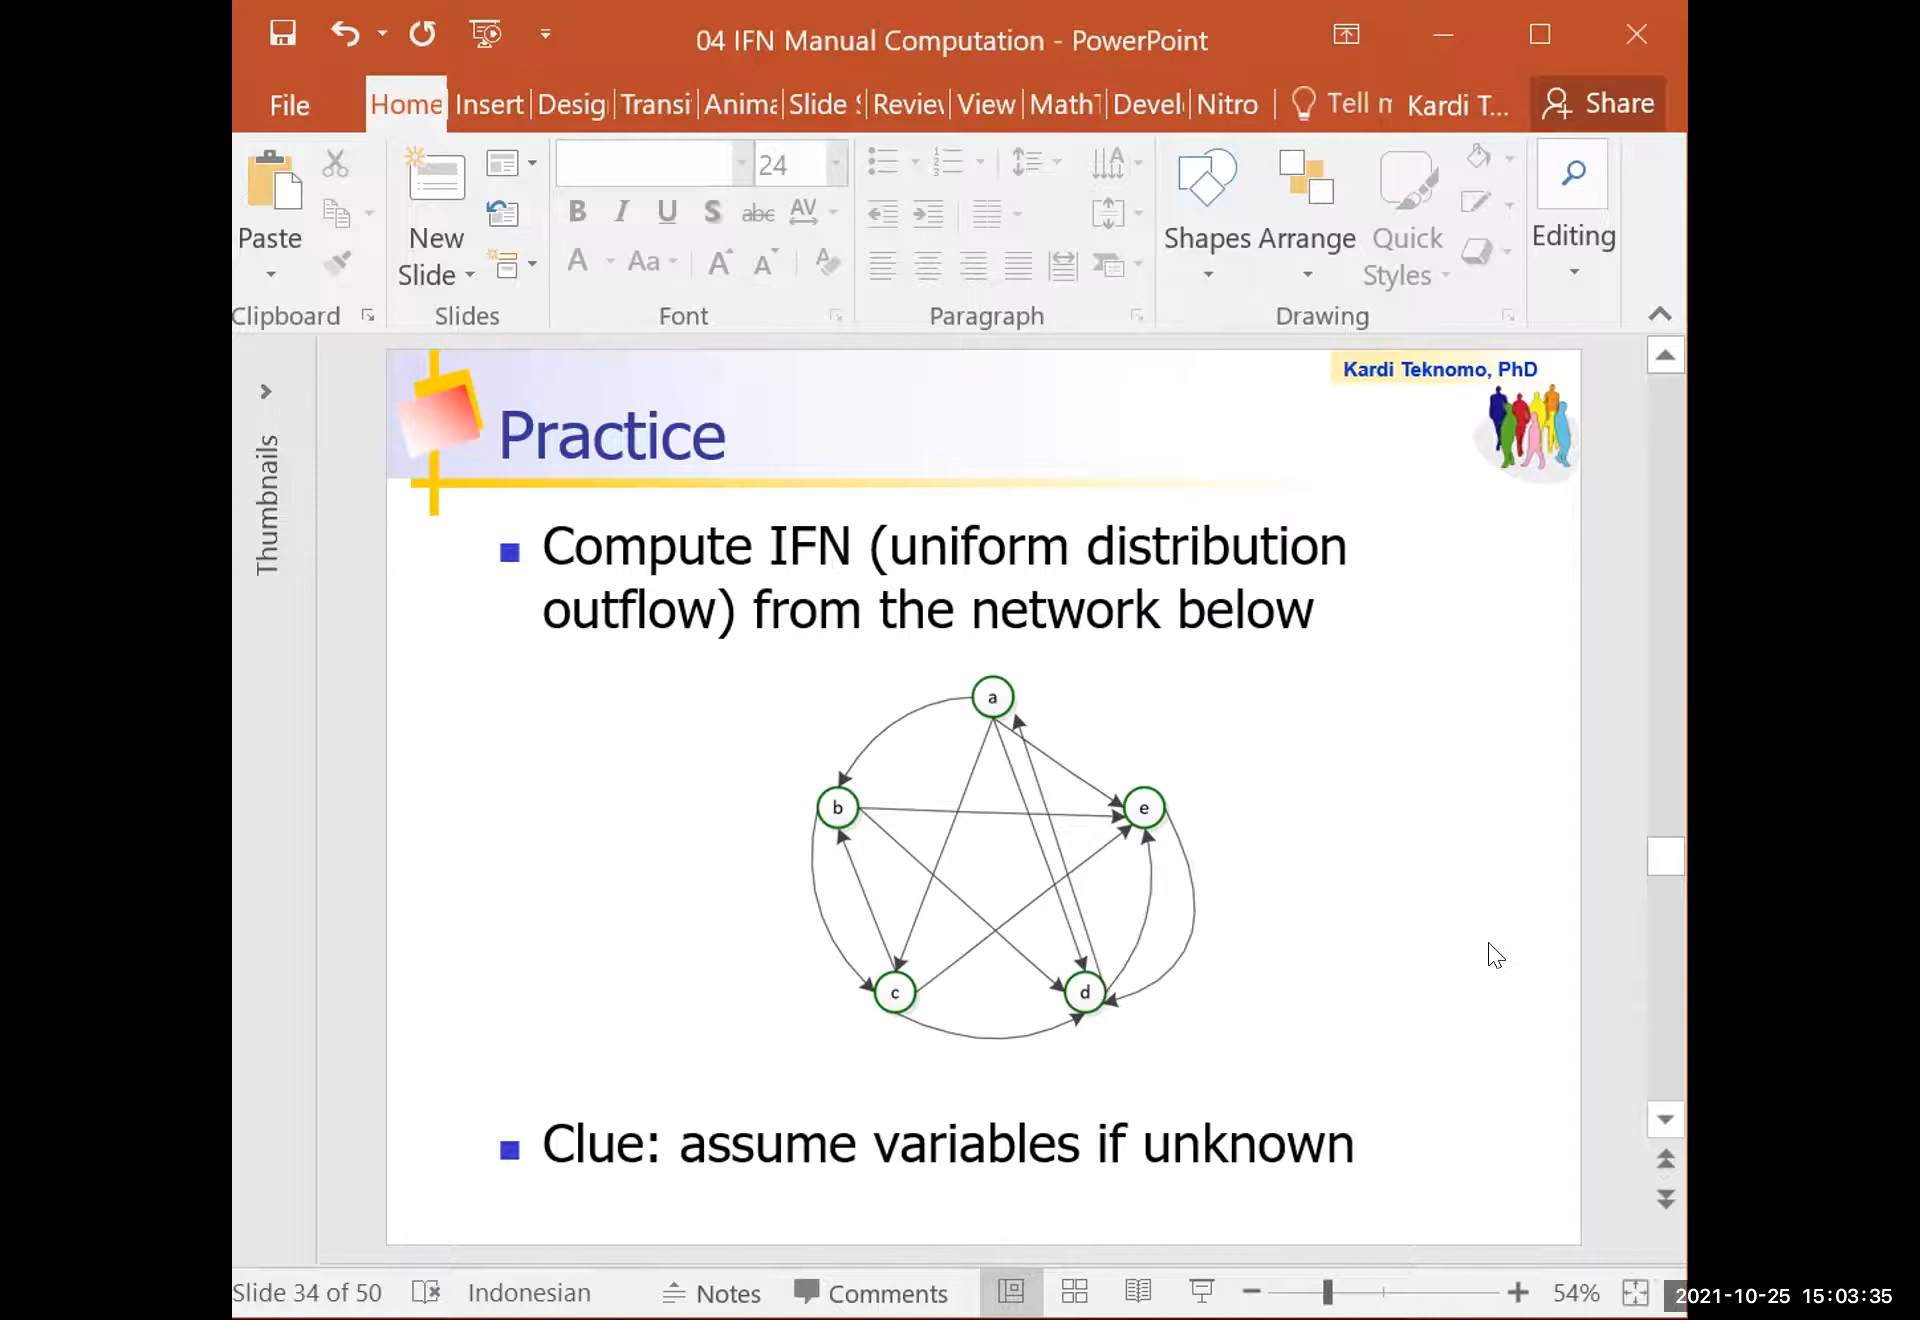 04 IFN Manual Computation - PowerPoint
File Home Insert Desig Transi Anima Slide S Review View Math Devel Nitro Tell m Kardi T... Share
24
B I U S abc AV
Paste New Slide A Aa A A Shapes Arrange Quick Styles Editing
Clipboard Slides Font Paragraph Drawing
Thumbnails
Kardi Teknomo, PhD
Practice
Compute IFN (uniform distribution
outflow) from the network below
a
b
e
c
d
Clue: assume variables if unknown
Slide 34 of 50 Indonesian Notes Comments 54%
2021-10-25 15:03:35